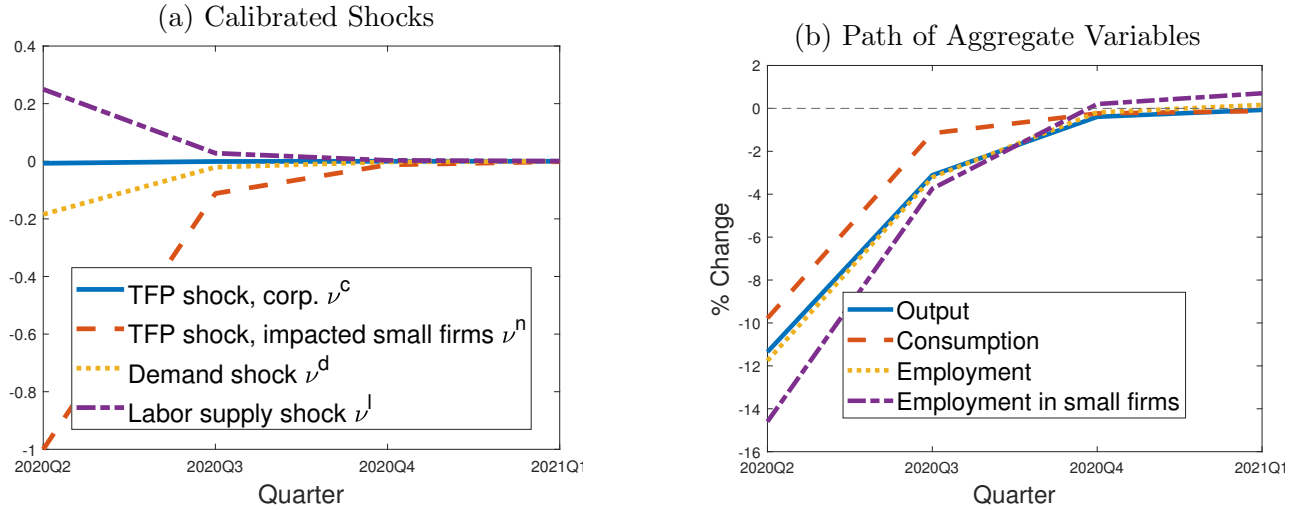 (a) Calibrated Shocks
0.4
0.2
0
-0.2
-0.4
-0.6
-0.8
-1
TFP shock, corp. ν^c
TFP shock, impacted small firms ν^n
Demand shock ν^d
Labor supply shock ν^l
2020Q2 2020Q3 2020Q4 2021Q1
Quarter
(b) Path of Aggregate Variables
% Change
2
0
-2
-4
-6
-8
-10
-12
-14
-16
Output
Consumption
Employment
Employment in small firms
2020Q2 2020Q3 2020Q4 2021Q1
Quarter